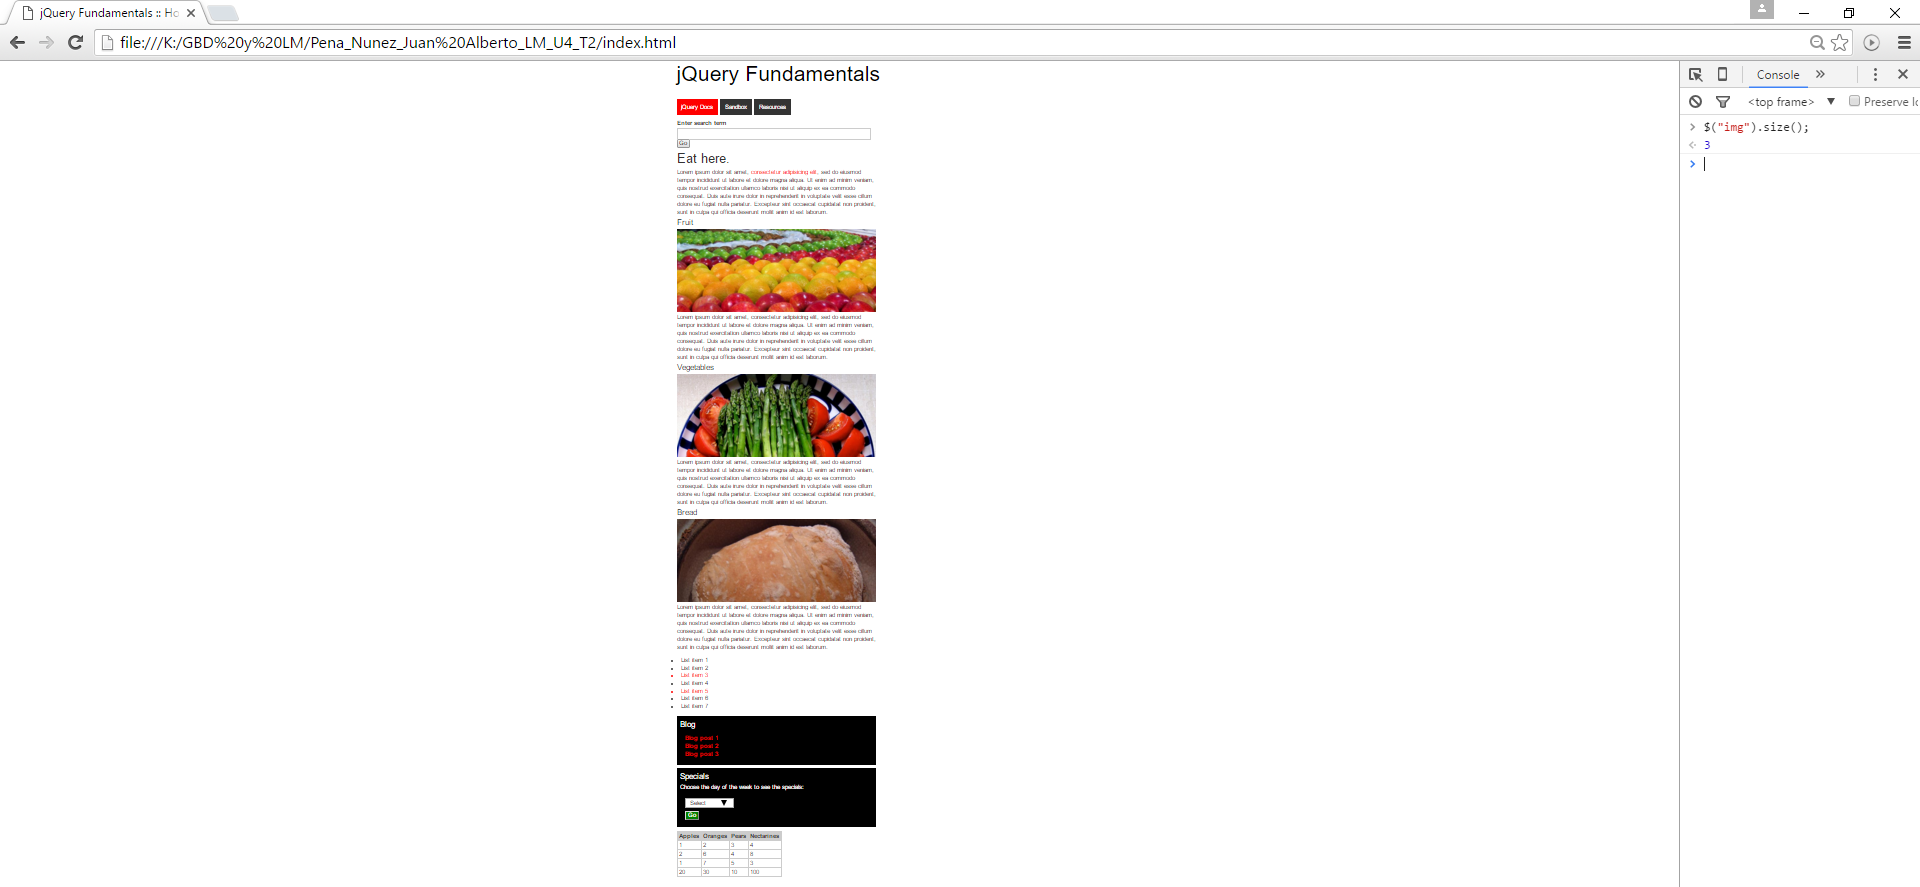 jQuery Fundamentals :: Ho
file:///K:/GBD%20y%20LM/Pena_Nunez_Juan%20Alberto_LM_U4_T2/index.html
jQuery Fundamentals
jQuery Docs Sandbox Resources
Enter search term
Go
Eat here.
Lorem ipsum dolor sit amet, consectetur adipisicing elit, sed do eiusmod
tempor incididunt ut labore et dolore magna aliqua. Ut enim ad minim veniam,
quis nostrud exercitation ullamco laboris nisi ut aliquip ex ea commodo
consequat. Duis aute irure dolor in reprehenderit in voluptate velit esse cillum
dolore eu fugiat nulla pariatur. Excepteur sint occaecat cupidatat non proident,
sunt in culpa qui officia deserunt mollit anim id est laborum.
Fruit
Lorem ipsum dolor sit amet, consectetur adipisicing elit, sed do eiusmod
tempor incididunt ut labore et dolore magna aliqua. Ut enim ad minim veniam,
quis nostrud exercitation ullamco laboris nisi ut aliquip ex ea commodo
consequat. Duis aute irure dolor in reprehenderit in voluptate velit esse cillum
dolore eu fugiat nulla pariatur. Excepteur sint occaecat cupidatat non proident,
sunt in culpa qui officia deserunt mollit anim id est laborum.
Vegetables
Lorem ipsum dolor sit amet, consectetur adipisicing elit, sed do eiusmod
tempor incididunt ut labore et dolore magna aliqua. Ut enim ad minim veniam,
quis nostrud exercitation ullamco laboris nisi ut aliquip ex ea commodo
consequat. Duis aute irure dolor in reprehenderit in voluptate velit esse cillum
dolore eu fugiat nulla pariatur. Excepteur sint occaecat cupidatat non proident,
sunt in culpa qui officia deserunt mollit anim id est laborum.
Bread
Lorem ipsum dolor sit amet, consectetur adipisicing elit, sed do eiusmod
tempor incididunt ut labore et dolore magna aliqua. Ut enim ad minim veniam,
quis nostrud exercitation ullamco laboris nisi ut aliquip ex ea commodo
consequat. Duis aute irure dolor in reprehenderit in voluptate velit esse cillum
dolore eu fugiat nulla pariatur. Excepteur sint occaecat cupidatat non proident,
sunt in culpa qui officia deserunt mollit anim id est laborum.
List item 1
List item 2
List item 3
List item 4
List item 5
List item 6
List item 7
Blog
Blog post 1
Blog post 2
Blog post 3
Specials
Choose the day of the week to see the specials:
Select
Go
Apples Oranges Pears Nectarines
1 2 3 4
2 6 4 8
1 7 5 3
20 30 10 100
Console
<top frame> Preserve lo
$("img").size();
3